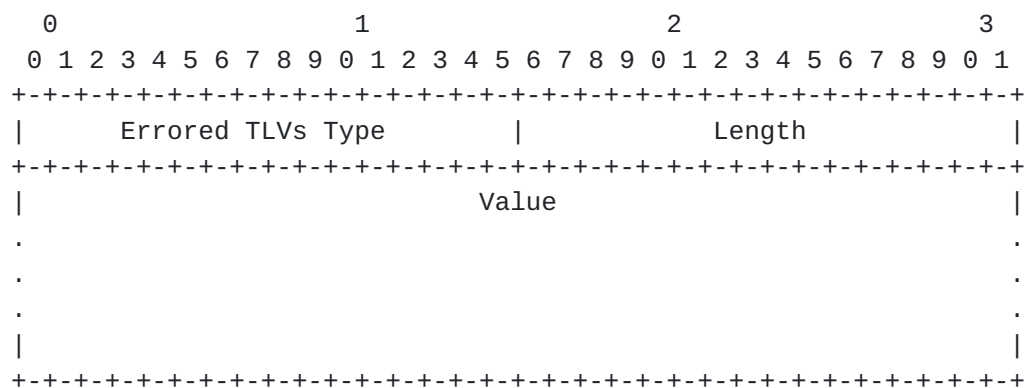 0                   1                   2                   3
 0 1 2 3 4 5 6 7 8 9 0 1 2 3 4 5 6 7 8 9 0 1 2 3 4 5 6 7 8 9 0 1
+-+-+-+-+-+-+-+-+-+-+-+-+-+-+-+-+-+-+-+-+-+-+-+-+-+-+-+-+-+-+-+-+
|      Errored TLVs Type        |            Length             |
+-+-+-+-+-+-+-+-+-+-+-+-+-+-+-+-+-+-+-+-+-+-+-+-+-+-+-+-+-+-+-+-+
|                             Value                             |
.                                                               .
.                                                               .
.                                                               .
|                                                               |
+-+-+-+-+-+-+-+-+-+-+-+-+-+-+-+-+-+-+-+-+-+-+-+-+-+-+-+-+-+-+-+-+